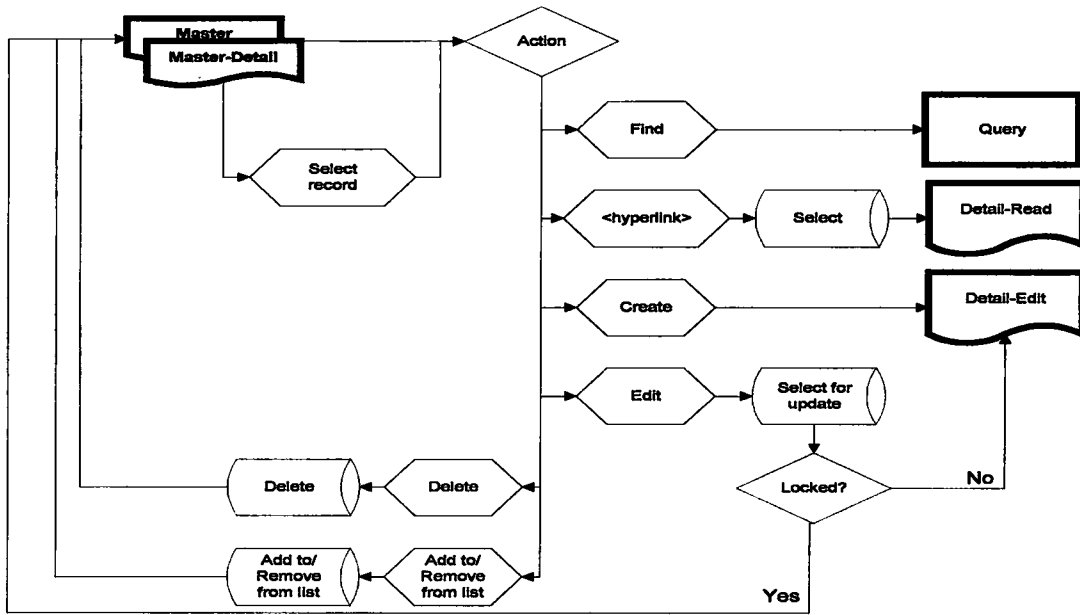 Master
Master-Detail
Action
Find
Query
Select
record
<hyperlink>
Select
Detail-Read
Create
Detail-Edit
Edit
Select for
update
Delete
Delete
Locked?
No
Add to/
Remove
from list
Add to/
Remove
from list
Yes